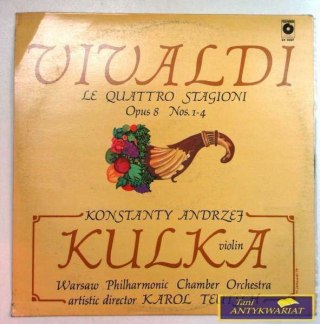 VIVALDI
LE QUATTRO STAGIONI
Opus 8 Nos. 1-4
KONSTANTY ANDRZEJ
KULKA
violin
Warsaw Philharmonic Chamber Orchestra
artistic director KAROL
Tani
ANTYKWARIAT